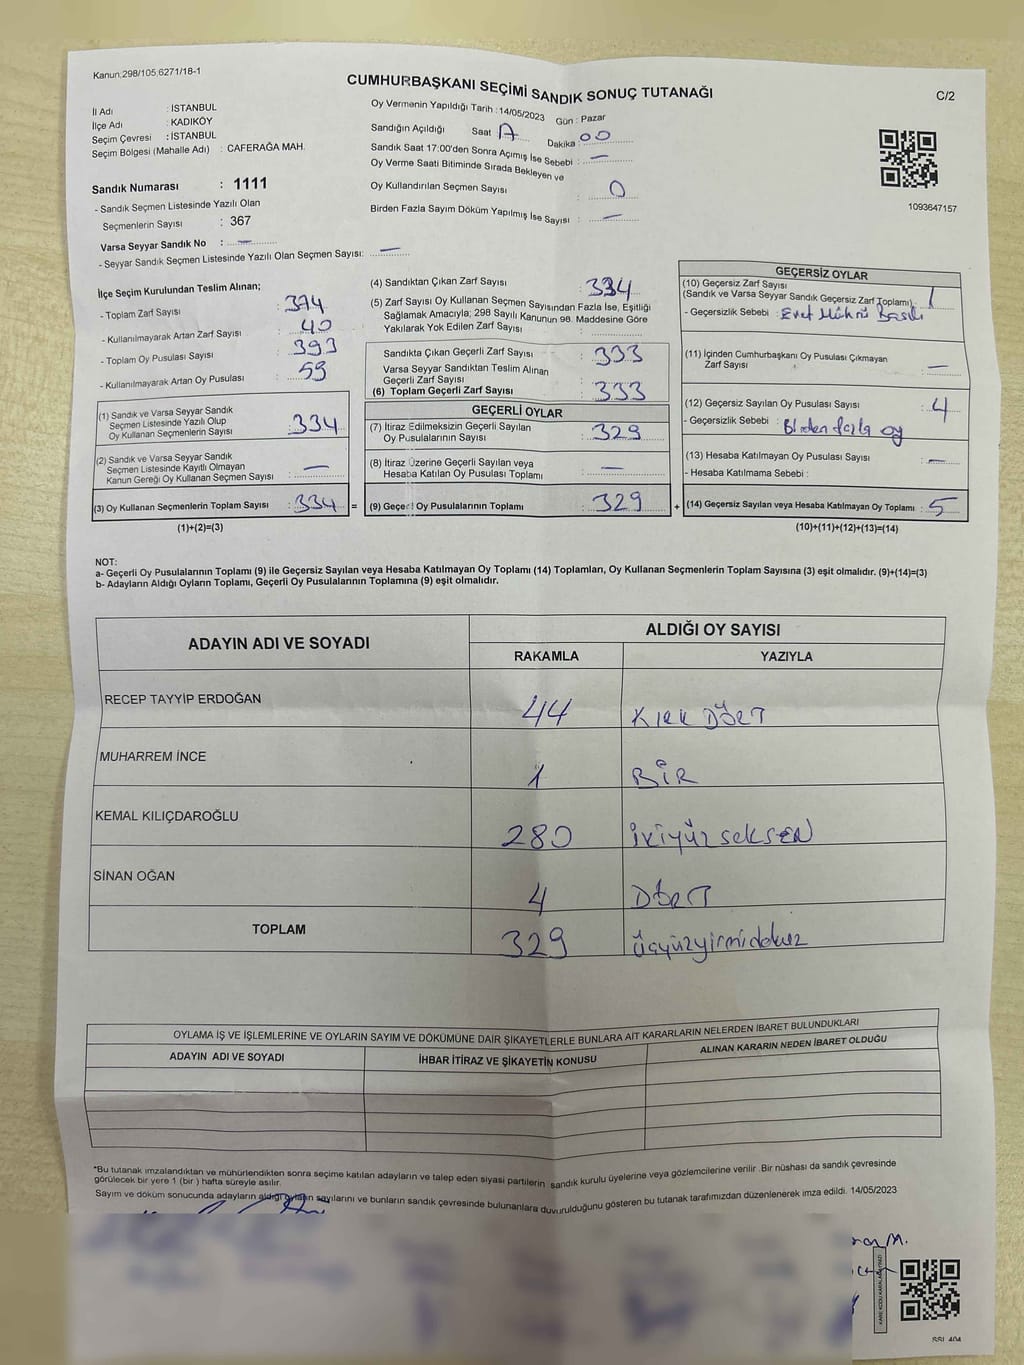 Kanun:298/105,6271/18-1
CUMHURBAŞKANI SEÇİMİ SANDIK SONUÇ TUTANAĞI
C/2
İl Adı : İSTANBUL
İlçe Adı : KADIKÖY
Seçim Çevresi : İSTANBUL
Seçim Bölgesi (Mahalle Adı) : CAFERAĞA MAH.
Oy Vermenin Yapıldığı Tarih : 14/05/2023 Gün : Pazar
Sandığın Açıldığı Saat Dakika : 00
Sandık Saat 17:00'den Sonra Açımış İse Sebebi : —
Oy Verme Saati Bitiminde Sırada Bekleyen ve
Oy Kullandırılan Seçmen Sayısı : 0
Birden Fazla Sayım Döküm Yapılmış İse Sayısı : —
1093647157
Sandık Numarası : 1111
- Sandık Seçmen Listesinde Yazılı Olan
Seçmenlerin Sayısı : 367
Varsa Seyyar Sandık No : —
- Seyyar Sandık Seçmen Listesinde Yazılı Olan Seçmen Sayısı: —
İlçe Seçim Kurulundan Teslim Alınan;
- Toplam Zarf Sayısı : 374
- Kullanılmayarak Artan Zarf Sayısı : 40
- Toplam Oy Pusulası Sayısı : 393
- Kullanılmayarak Artan Oy Pusulası : 59
(1) Sandık ve Varsa Seyyar Sandık
Seçmen Listesinde Yazılı Olup
Oy Kullanan Seçmenlerin Sayısı : 334
(2) Sandık ve Varsa Seyyar Sandık
Seçmen Listesinde Kayıtlı Olmayan
Kanun Gereği Oy Kullanan Seçmen Sayısı : —
(3) Oy Kullanan Seçmenlerin Toplam Sayısı : 334 =
(1)+(2)=(3)
(4) Sandıktan Çıkan Zarf Sayısı : 334
(5) Zarf Sayısı Oy Kullanan Seçmen Sayısından Fazla İse, Eşitliği
Sağlamak Amacıyla; 298 Sayılı Kanunun 98. Maddesine Göre
Yakılarak Yok Edilen Zarf Sayısı :
Sandıkta Çıkan Geçerli Zarf Sayısı : 333
Varsa Seyyar Sandıktan Teslim Alınan
Geçerli Zarf Sayısı :
(6) Toplam Geçerli Zarf Sayısı : 333
GEÇERLİ OYLAR
(7) İtiraz Edilmeksizin Geçerli Sayılan
Oy Pusulalarının Sayısı : 329
(8) İtiraz Üzerine Geçerli Sayılan veya
Hesaba Katılan Oy Pusulası Toplamı : —
(9) Geçerli Oy Pusulalarının Toplamı : 329 +
GEÇERSİZ OYLAR
(10) Geçersiz Zarf Sayısı
(Sandık ve Varsa Seyyar Sandık Geçersiz Zarf Toplamı) : 1
- Geçersizlik Sebebi : Evet Mührü Basılı
(11) İçinden Cumhurbaşkanı Oy Pusulası Çıkmayan
Zarf Sayısı : —
(12) Geçersiz Sayılan Oy Pusulası Sayısı : 4
- Geçersizlik Sebebi : Birden fazla oy
(13) Hesaba Katılmayan Oy Pusulası Sayısı : —
- Hesaba Katılmama Sebebi :
(14) Geçersiz Sayılan veya Hesaba Katılmayan Oy Toplamı : 5
(10)+(11)+(12)+(13)=(14)
NOT:
a- Geçerli Oy Pusulalarının Toplamı (9) ile Geçersiz Sayılan veya Hesaba Katılmayan Oy Toplamı (14) Toplamları, Oy Kullanan Seçmenlerin Toplam Sayısına (3) eşit olmalıdır. (9)+(14)=(3)
b- Adayların Aldığı Oyların Toplamı, Geçerli Oy Pusulalarının Toplamına (9) eşit olmalıdır.
ADAYIN ADI VE SOYADI
ALDIĞI OY SAYISI
RAKAMLA YAZIYLA
RECEP TAYYİP ERDOĞAN 44 KIRK DÖRT
MUHARREM İNCE 1 BİR
KEMAL KILIÇDAROĞLU 280 İKİYÜZ SEKSEN
SİNAN OĞAN 4 DÖRT
TOPLAM 329 Üçyüzyirmidokuz
OYLAMA İŞ VE İŞLEMLERİNE VE OYLARIN SAYIM VE DÖKÜMÜNE DAİR ŞİKAYETLERLE BUNLARA AİT KARARLARIN NELERDEN İBARET BULUNDUKLARI
ADAYIN ADI VE SOYADI İHBAR İTİRAZ VE ŞİKAYETİN KONUSU ALINAN KARARIN NEDEN İBARET OLDUĞU
*Bu tutanak imzalandıktan ve mühürlendikten sonra seçime katılan adayların ve talep eden siyasi partilerin sandık kurulu üyelerine veya gözlemcilerine verilir .Bir nüshası da sandık çevresinde
görülecek bir yere 1 (bir ) hafta süreyle asılır.
Sayım ve döküm sonucunda adayların aldığı oyların sayılarını ve bunların sandık çevresinde bulunanlara duvurulduğunu gösteren bu tutanak tarafımızdan düzenlenerek imza edildi. 14/05/2023